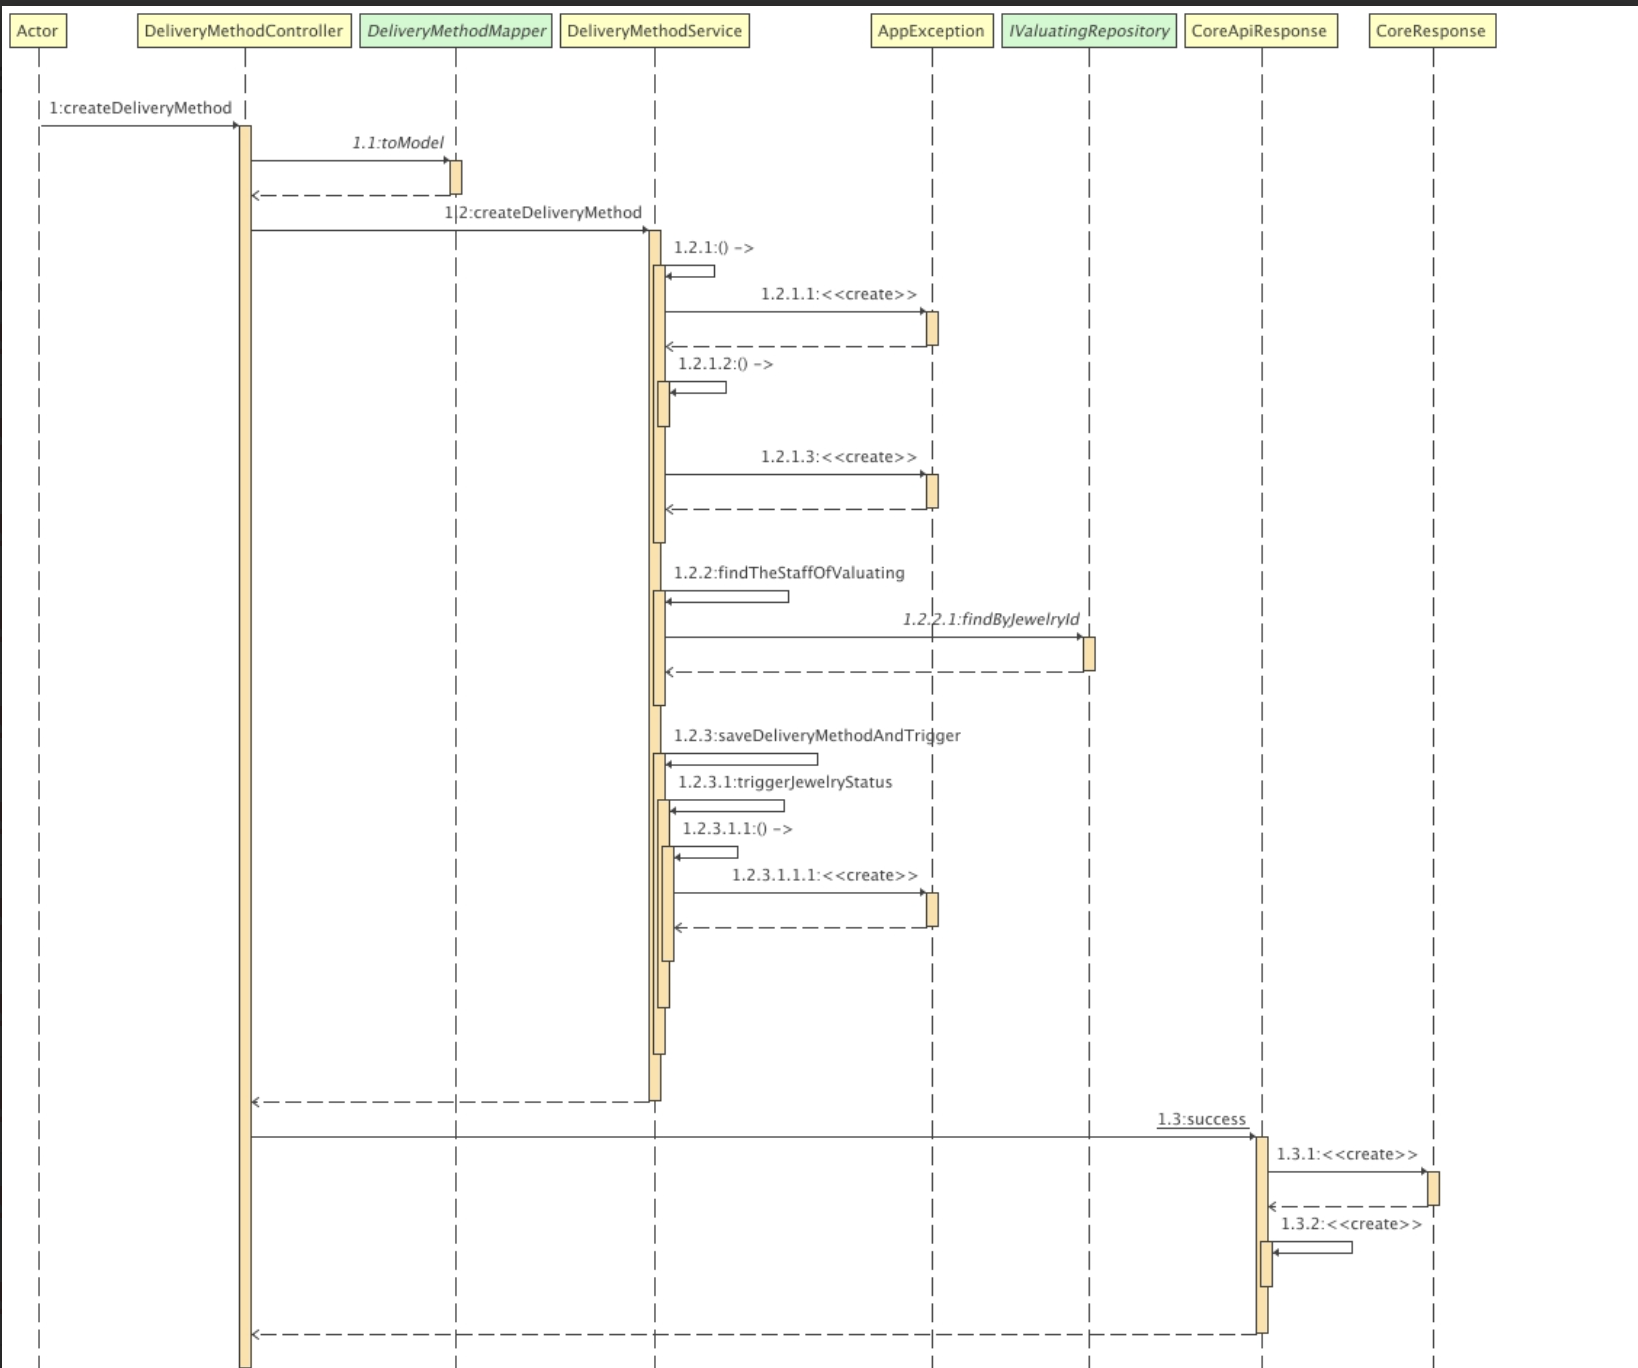 Actor
DeliveryMethodController
DeliveryMethodMapper
DeliveryMethodService
AppException
IValuatingRepository
CoreApiResponse
CoreResponse
1:createDeliveryMethod
1.1:toModel
1.2:createDeliveryMethod
1.2.1:() ->
1.2.1.1:<<create>>
1.2.1.2:() ->
1.2.1.3:<<create>>
1.2.2:findTheStaffOfValuating
1.2.2.1:findByJewelryId
1.2.3:saveDeliveryMethodAndTrigger
1.2.3.1:triggerJewelryStatus
1.2.3.1.1:() ->
1.2.3.1.1.1:<<create>>
1.3:success
1.3.1:<<create>>
1.3.2:<<create>>